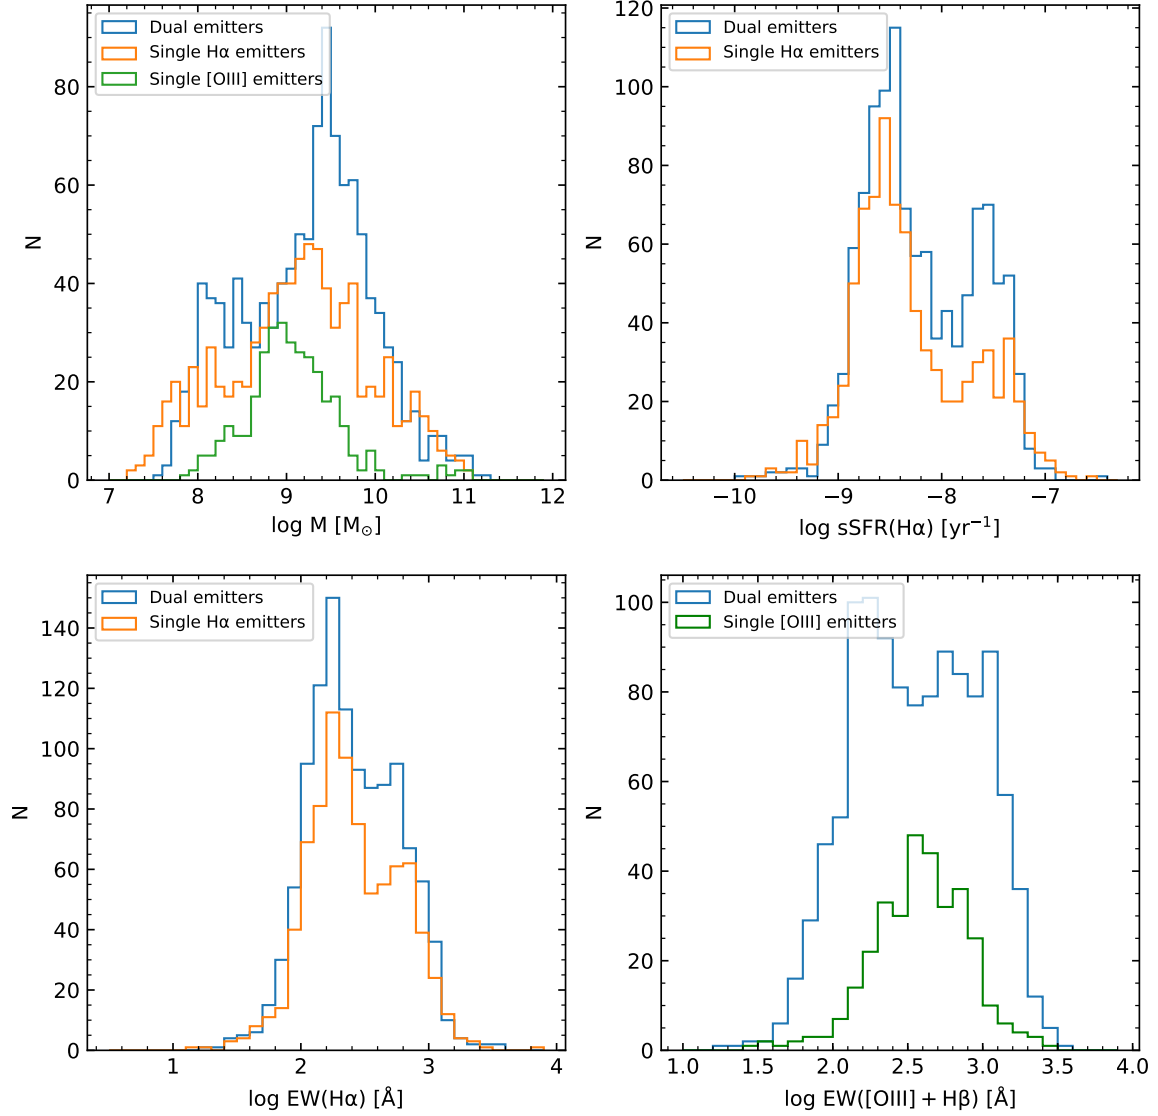 Dual emitters
Single Hα emitters
Single [OIII] emitters
N
0
20
40
60
80
7
8
9
10
11
12
log M [M⊙]
Dual emitters
Single Hα emitters
N
0
20
40
60
80
100
120
−10
−9
−8
−7
log sSFR(Hα) [yr⁻¹]
Dual emitters
Single Hα emitters
N
0
20
40
60
80
100
120
140
1
2
3
4
log EW(Hα) [Å]
Dual emitters
Single [OIII] emitters
N
0
20
40
60
80
100
1.0
1.5
2.0
2.5
3.0
3.5
4.0
log EW([OIII] + Hβ) [Å]